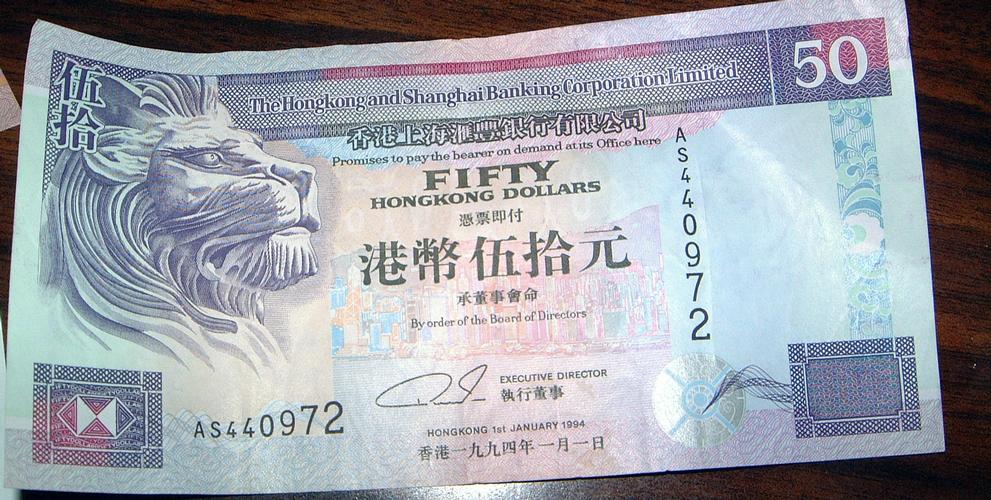 伍拾
The Hongkong and Shanghai Banking Corporation Limited
50
香港上海滙豐銀行有限公司
Promises to pay the bearer on demand at its Office here
FIFTY
HONGKONG DOLLARS
憑票即付
港幣伍拾元
承董事會命
By order of the Board of Directors
AS440972
EXECUTIVE DIRECTOR
執行董事
AS440972
HONGKONG 1st JANUARY 1994
香港一九九四年一月一日